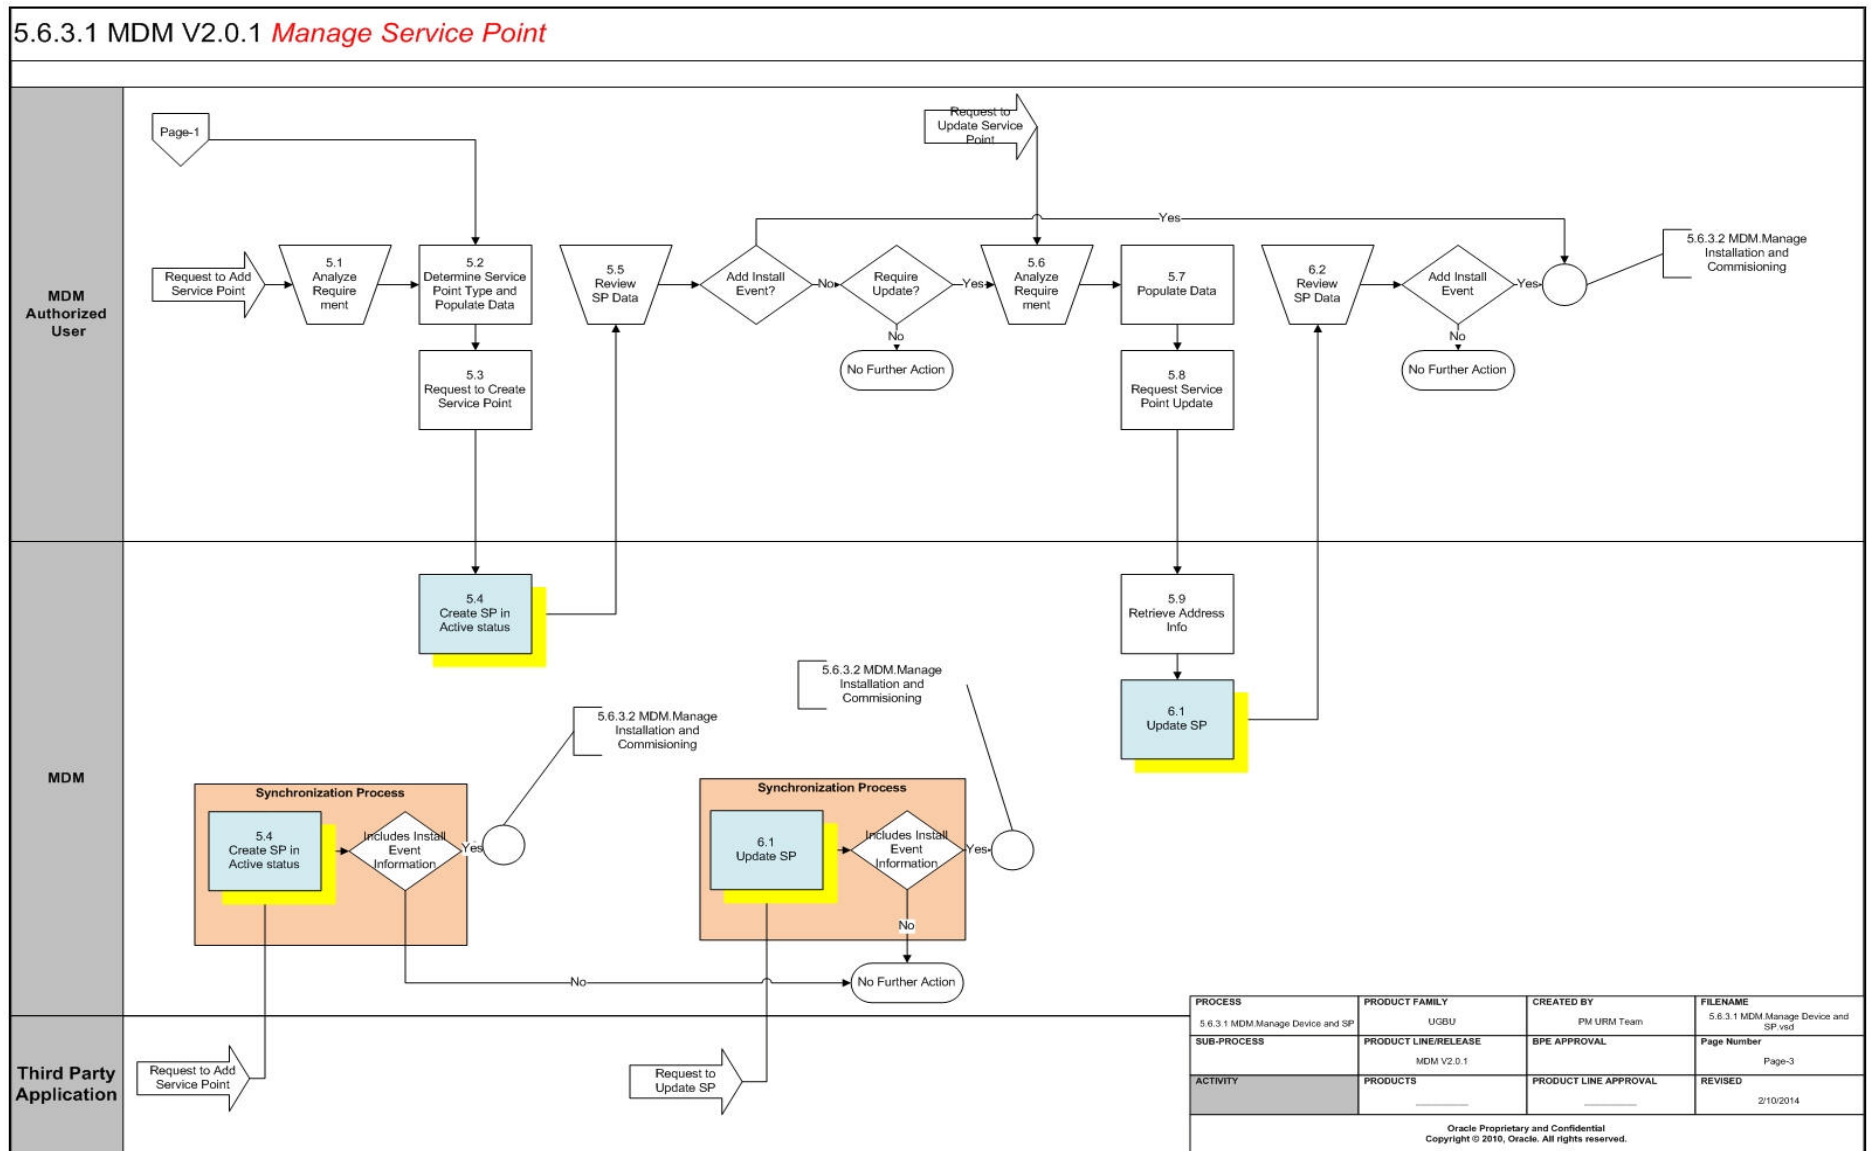 5.6.3.1 MDM V2.0.1 Manage Service Point
MDM
Authorized
User
Page-1
Request to
Update Service
Point
Yes
Request to Add
Service Point
5.1
Analyze
Require
ment
5.2
Determine Service
Point Type and
Populate Data
5.5
Review
SP Data
Add Install
Event?
No
Require
Update?
Yes
5.6
Analyze
Require
ment
5.7
Populate Data
6.2
Review
SP Data
Add Install
Event
Yes
5.6.3.2 MDM.Manage
Installation and
Commisioning
No
No
5.3
Request to Create
Service Point
No Further Action
5.8
Request Service
Point Update
No Further Action
MDM
5.4
Create SP in
Active status
5.9
Retrieve Address
Info
5.6.3.2 MDM.Manage
Installation and
Commisioning
5.6.3.2 MDM.Manage
Installation and
Commisioning
6.1
Update SP
Synchronization Process
5.4
Create SP in
Active status
Includes Install
Event
Information
Yes
Synchronization Process
6.1
Update SP
Includes Install
Event
Information
Yes
No
No
No Further Action
Third Party
Application
Request to Add
Service Point
Request to
Update SP
PROCESS
5.6.3.1 MDM.Manage Device and SP
PRODUCT FAMILY
UGBU
CREATED BY
PM URM Team
FILENAME
5.6.3.1 MDM.Manage Device and
SP.vsd
SUB-PROCESS
PRODUCT LINE/RELEASE
MDM V2.0.1
BPE APPROVAL
Page Number
Page-3
ACTIVITY
PRODUCTS
PRODUCT LINE APPROVAL
REVISED
2/10/2014
Oracle Proprietary and Confidential
Copyright © 2010, Oracle. All rights reserved.